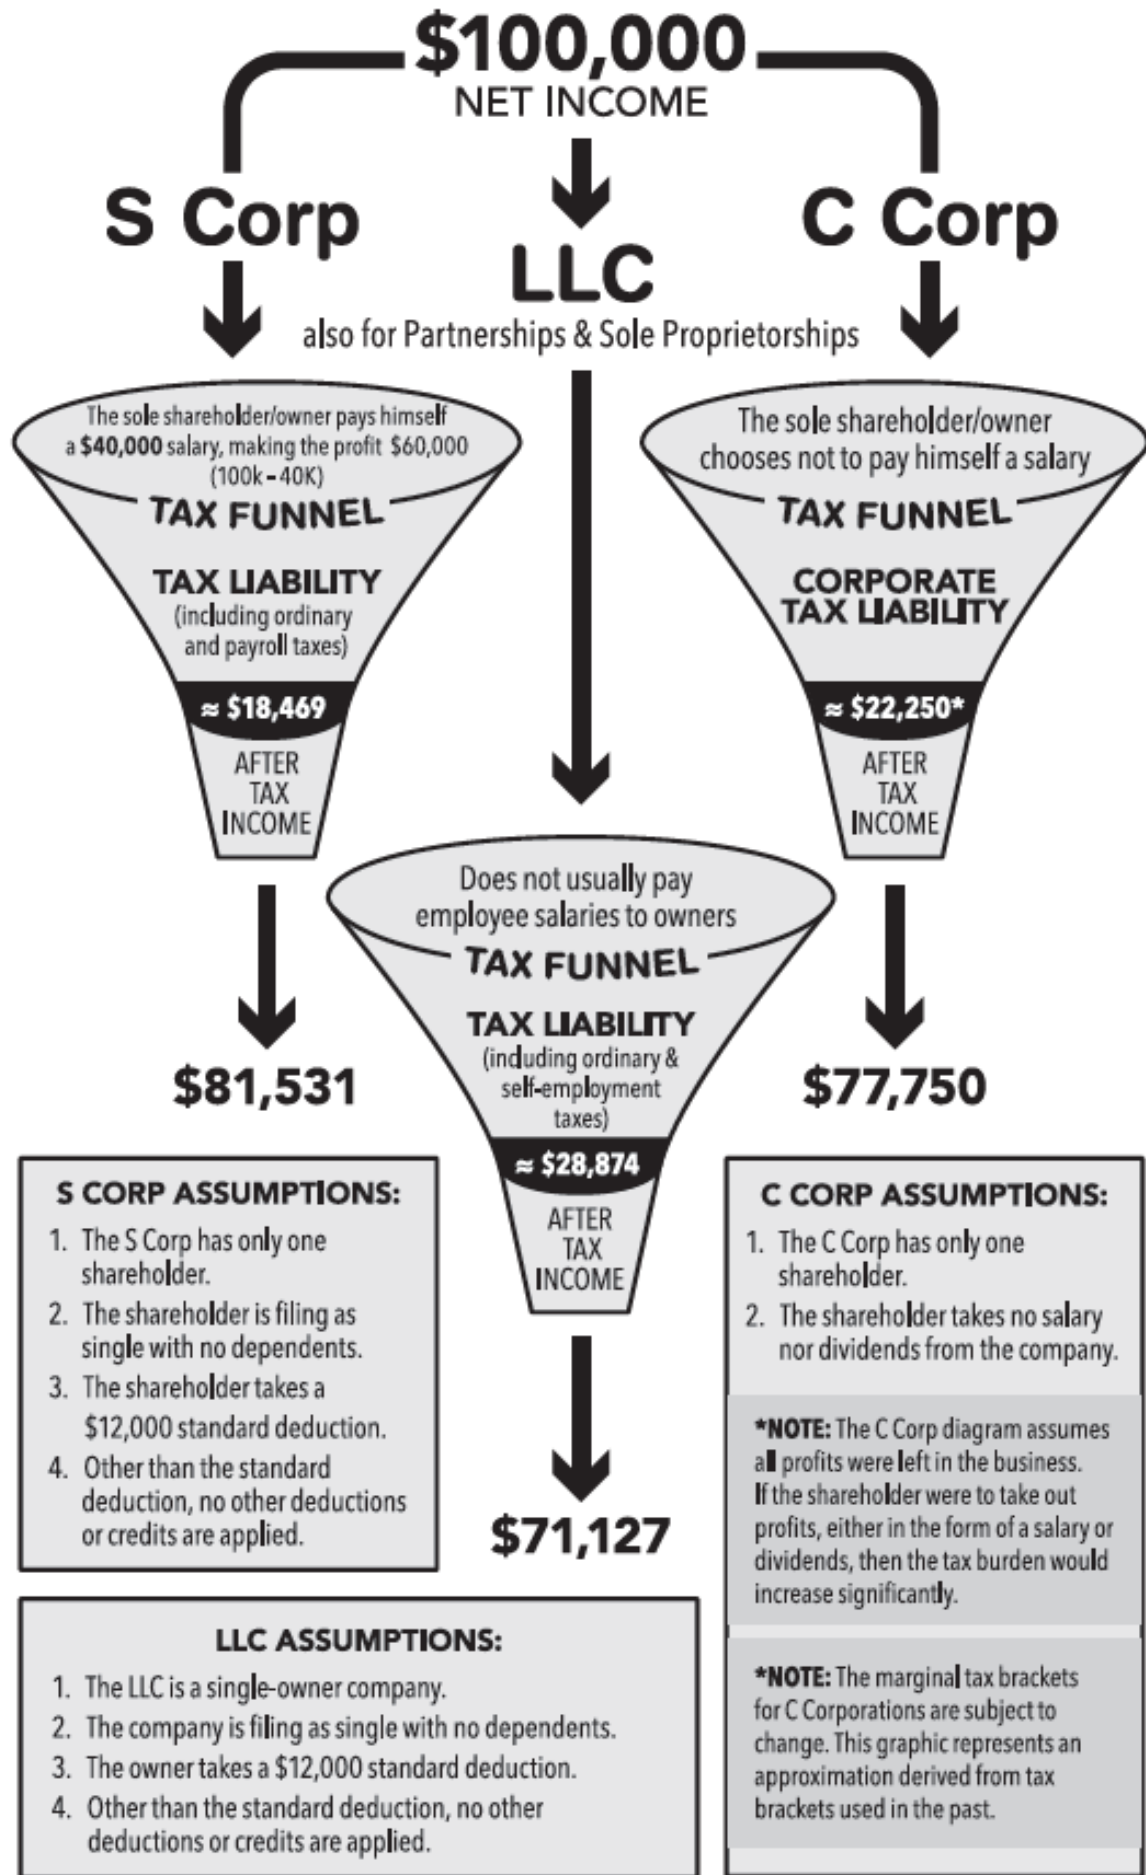 $100,000
NET INCOME
S Corp
LLC
also for Partnerships & Sole Proprietorships
C Corp
The sole shareholder/owner pays himself
a $40,000 salary, making the profit $60,000
(100k – 40K)
TAX FUNNEL
TAX LIABILITY
(including ordinary
and payroll taxes)
≈ $18,469
AFTER
TAX
INCOME
$81,531
The sole shareholder/owner
chooses not to pay himself a salary
TAX FUNNEL
CORPORATE
TAX LIABILITY
≈ $22,250*
AFTER
TAX
INCOME
$77,750
Does not usually pay
employee salaries to owners
TAX FUNNEL
TAX LIABILITY
(including ordinary &
self-employment
taxes)
≈ $28,874
AFTER
TAX
INCOME
$71,127
S CORP ASSUMPTIONS:
1. The S Corp has only one
shareholder.
2. The shareholder is filing as
single with no dependents.
3. The shareholder takes a
$12,000 standard deduction.
4. Other than the standard
deduction, no other deductions
or credits are applied.
C CORP ASSUMPTIONS:
1. The C Corp has only one
shareholder.
2. The shareholder takes no salary
nor dividends from the company.
*NOTE: The C Corp diagram assumes
all profits were left in the business.
If the shareholder were to take out
profits, either in the form of a salary or
dividends, then the tax burden would
increase significantly.
*NOTE: The marginal tax brackets
for C Corporations are subject to
change. This graphic represents an
approximation derived from tax
brackets used in the past.
LLC ASSUMPTIONS:
1. The LLC is a single-owner company.
2. The company is filing as single with no dependents.
3. The owner takes a $12,000 standard deduction.
4. Other than the standard deduction, no other
deductions or credits are applied.